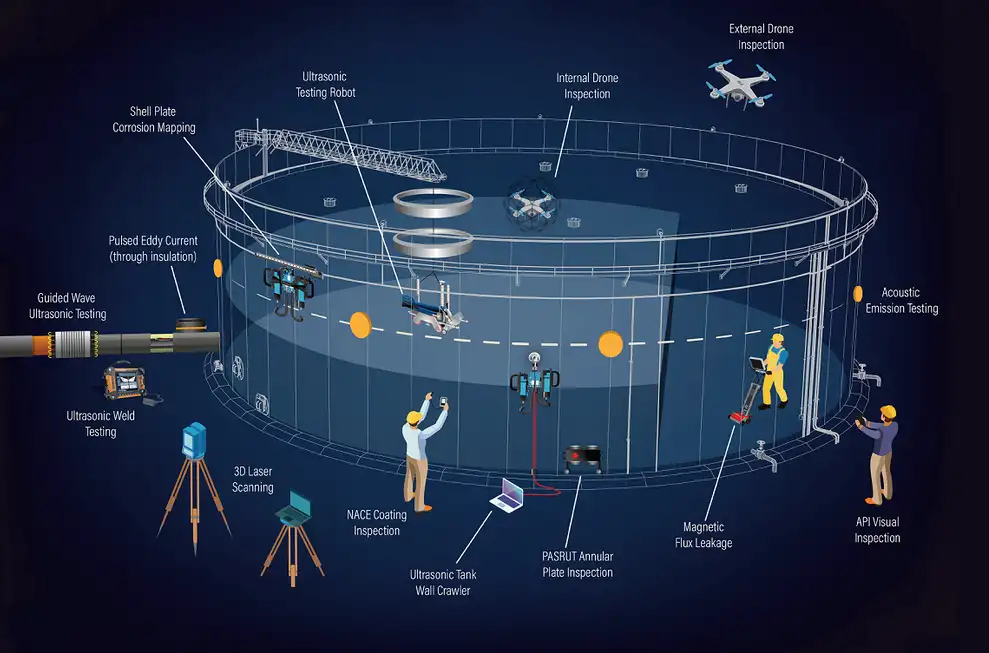 External Drone
Inspection
Ultrasonic
Testing Robot
Internal Drone
Inspection
Shell Plate
Corrosion Mapping
Pulsed Eddy Current
(through insulation)
Guided Wave
Ultrasonic Testing
Acoustic
Emission Testing
Ultrasonic Weld
Testing
3D Laser
Scanning
NACE Coating
Inspection
Ultrasonic Tank
Wall Crawler
PASRUT Annular
Plate Inspection
Magnetic
Flux Leakage
API Visual
Inspection